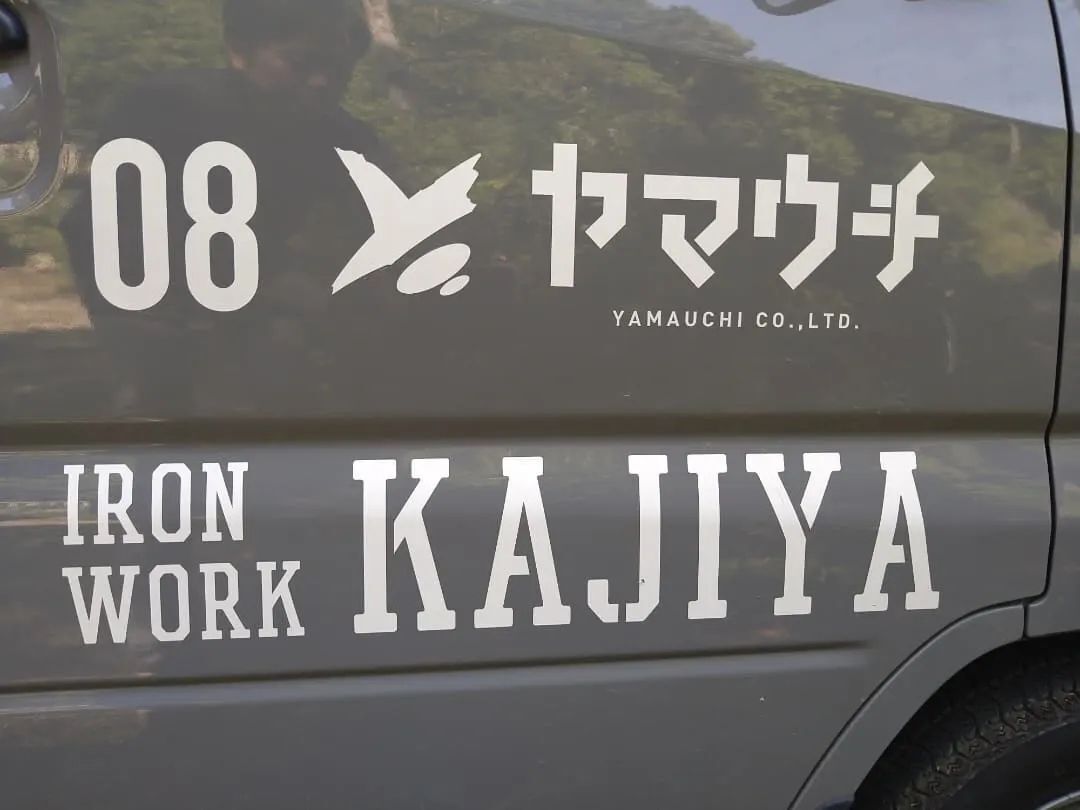 08 ヤマウチ
YAMAUCHI CO.,LTD.
IRON
WORK
KAJIYA